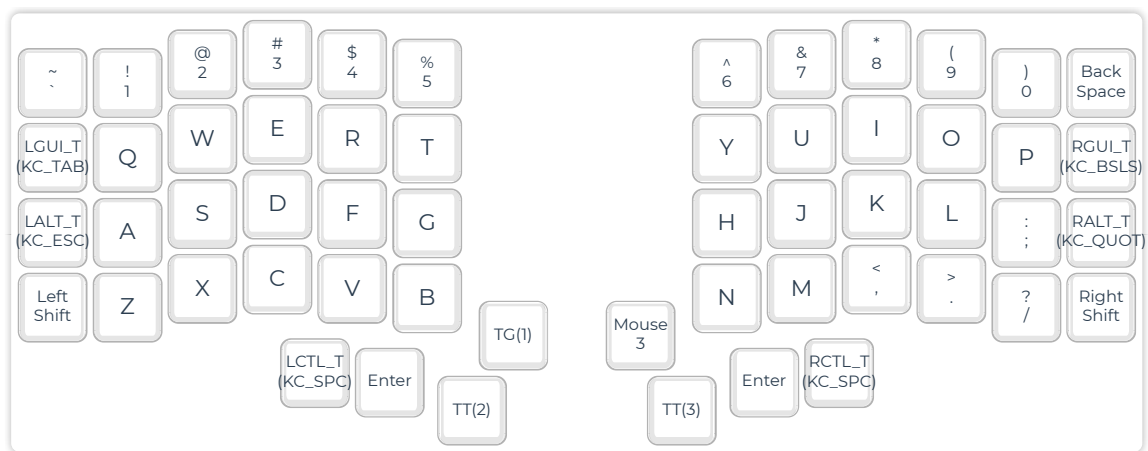 ~ ! @ # $ % ^ & * ( ) Back
` 1 2 3 4 5 6 7 8 9 0 Space
LGUI_T Q W E R T Y U I O P RGUI_T
(KC_TAB) (KC_BSLS)
LALT_T A S D F G H J K L : RALT_T
(KC_ESC) ; (KC_QUOT)
Left Z X C V B N M < > ? Right
Shift , . / Shift
TG(1) Mouse
3
LCTL_T Enter Enter RCTL_T
(KC_SPC) (KC_SPC)
TT(2) TT(3)